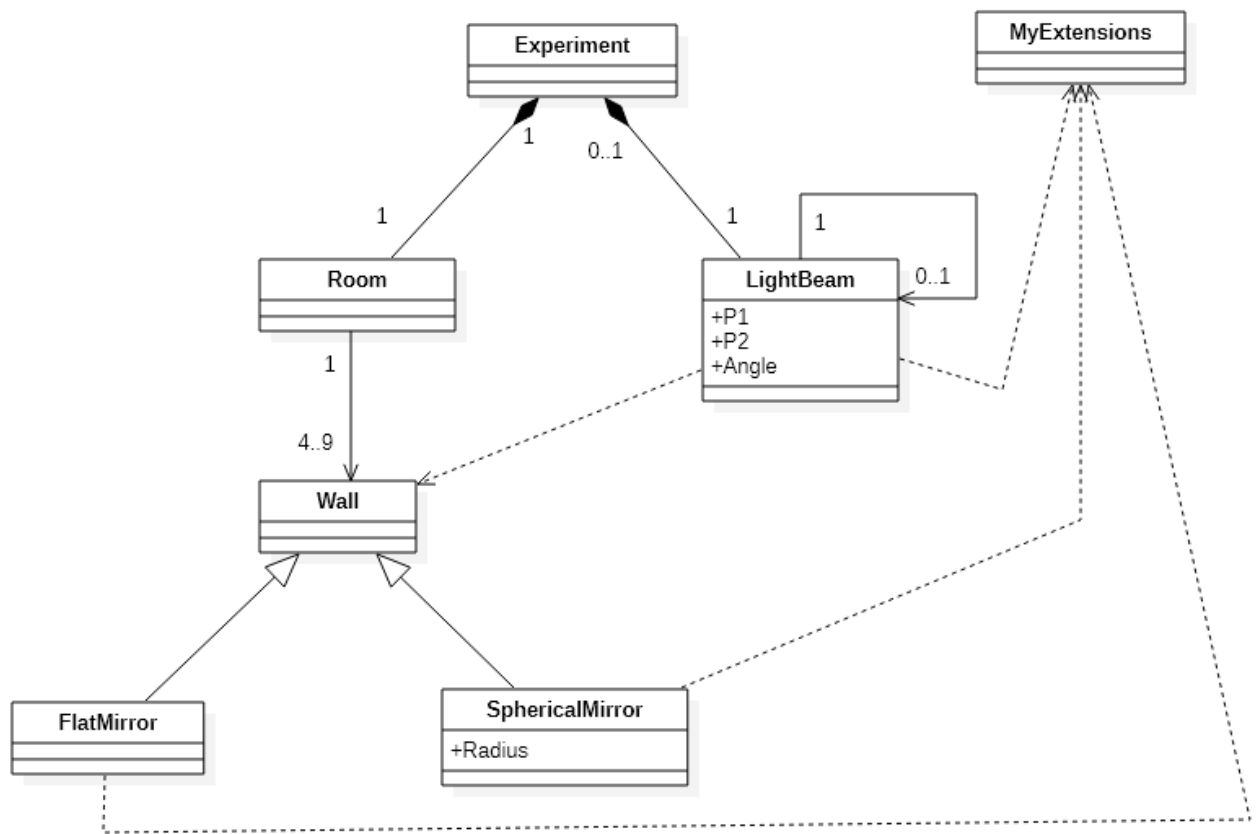 Experiment
MyExtensions
1
0..1
1
1
1
0..1
Room
LightBeam
+P1
+P2
+Angle
1
4..9
Wall
FlatMirror
SphericalMirror
+Radius